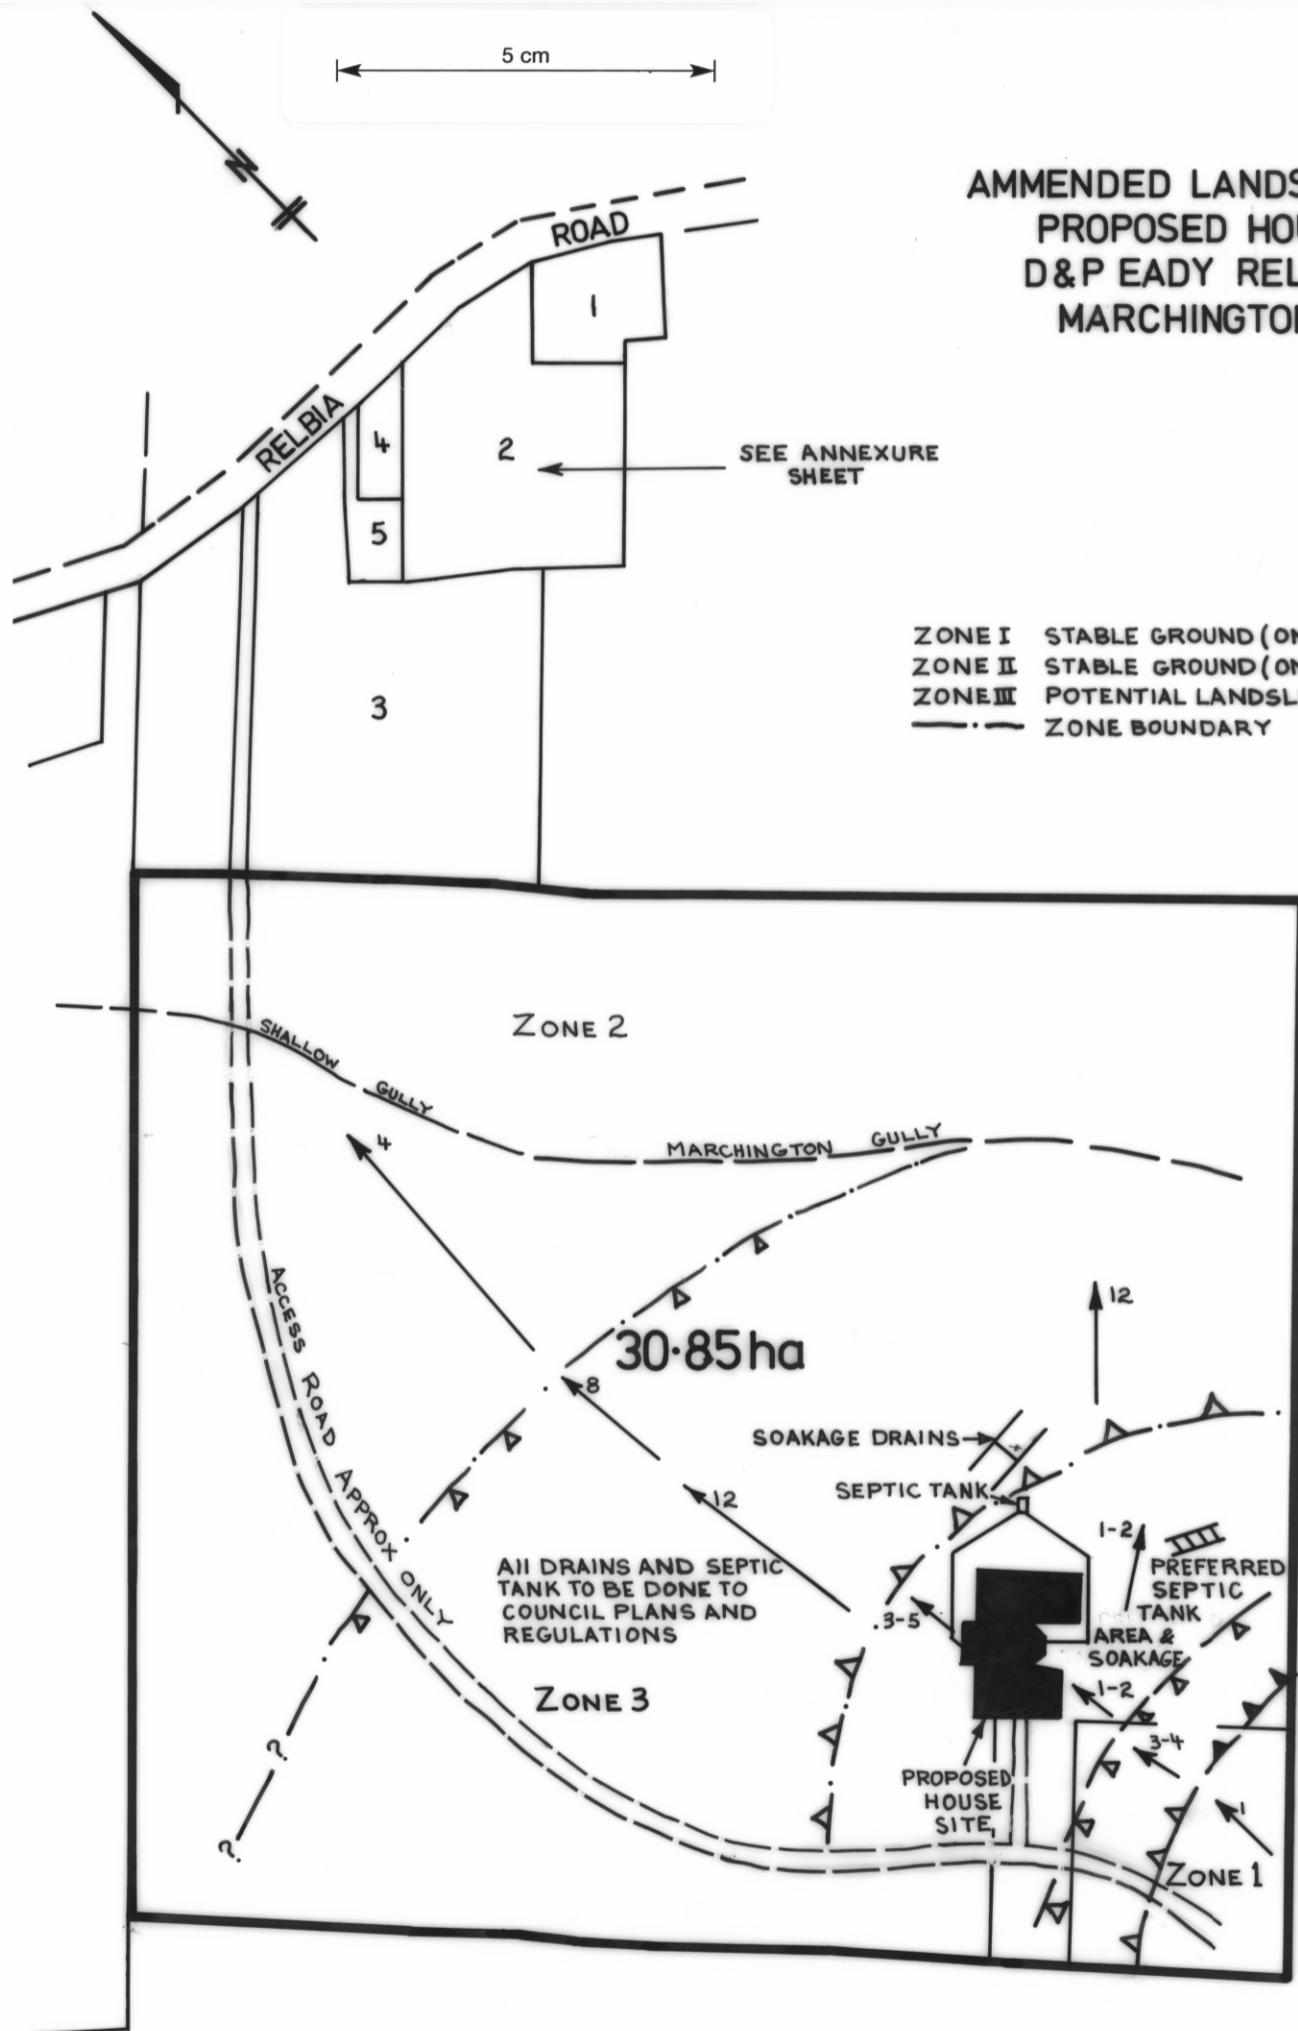 5 cm
N
AMMENDED LANDS
PROPOSED HOU
D&P EADY REL
MARCHINGTO
ROAD
RELBIA
1
4
2
5
SEE ANNEXURE
SHEET
3
ZONE I STABLE GROUND (ON
ZONE II STABLE GROUND (ON
ZONE III POTENTIAL LANDSL
ZONE BOUNDARY
ZONE 2
SHALLOW
GULLY
MARCHINGTON GULLY
4
ACCESS ROAD APPROX ONLY
12
30.85ha
8
SOAKAGE DRAINS
SEPTIC TANK
12
1-2
PREFERRED
SEPTIC
TANK
AREA &
SOAKAGE
All DRAINS AND SEPTIC
TANK TO BE DONE TO
COUNCIL PLANS AND
REGULATIONS
3-5
1-2
ZONE 3
3-4
?
PROPOSED
HOUSE
SITE
1
?
ZONE 1